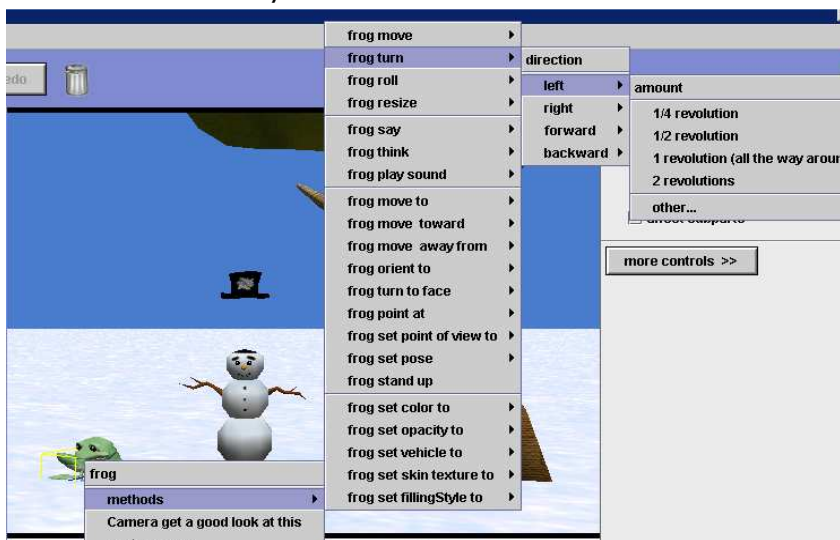 frog move
frog turn
frog roll
frog resize
frog say
frog think
frog play sound
frog move to
frog move toward
frog move away from
frog orient to
frog turn to face
frog point at
frog set point of view to
frog set pose
frog stand up
frog set color to
frog set opacity to
frog set vehicle to
frog set skin texture to
frog set fillingStyle to
direction
left
right
forward
backward
amount
1/4 revolution
1/2 revolution
1 revolution (all the way aroun
2 revolutions
other...
more controls >>
edo
frog
methods
Camera get a good look at this